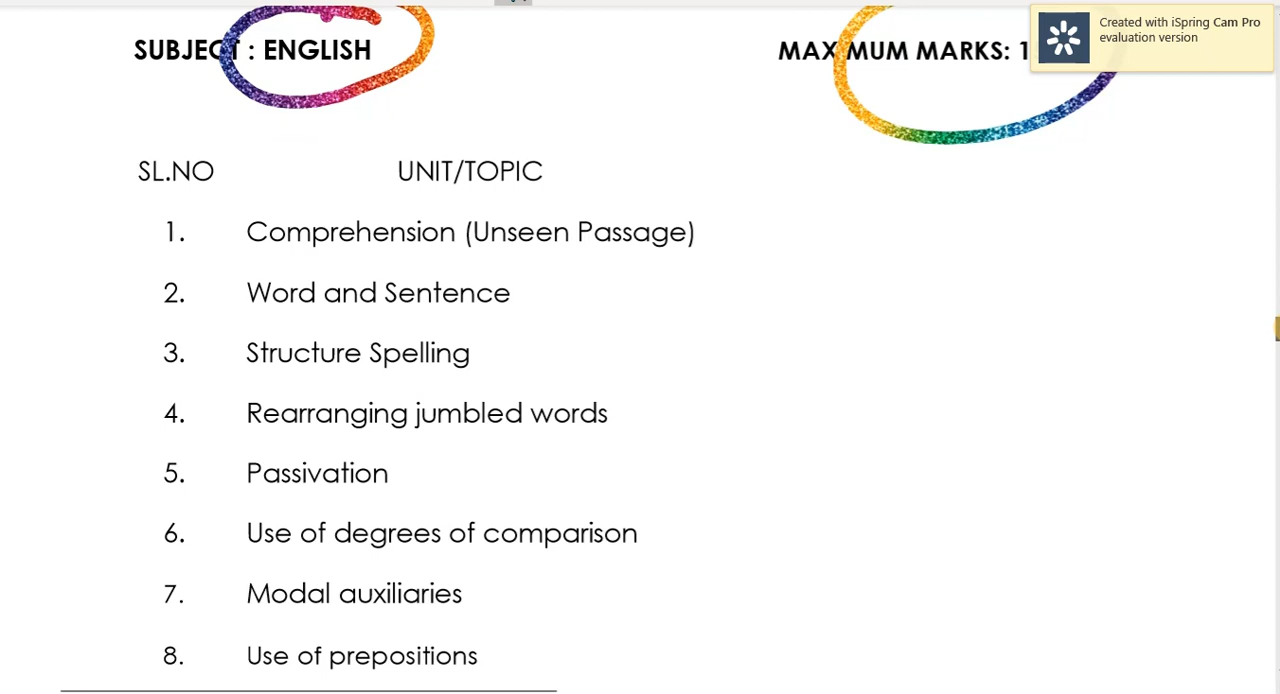 Created with iSpring Cam Pro
evaluation version
SUBJECT : ENGLISH
MAXIMUM MARKS: 1
SL.NO UNIT/TOPIC
1. Comprehension (Unseen Passage)
2. Word and Sentence
3. Structure Spelling
4. Rearranging jumbled words
5. Passivation
6. Use of degrees of comparison
7. Modal auxiliaries
8. Use of prepositions